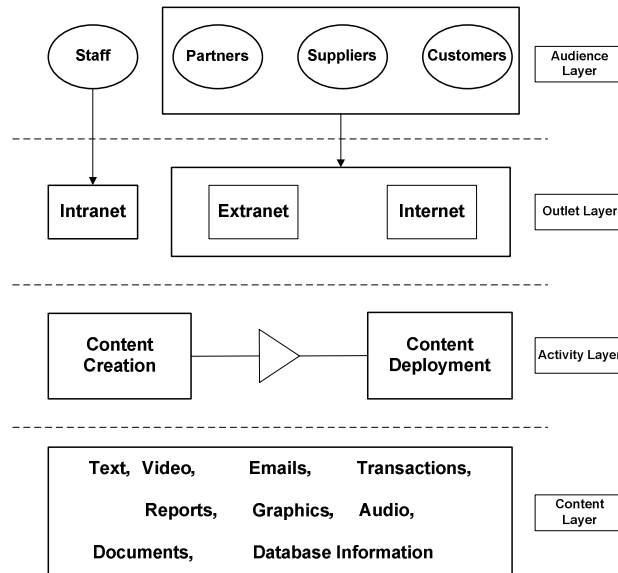 Staff
Partners
Suppliers
Customers
Audience
Layer
Intranet
Extranet
Internet
Outlet Layer
Content
Creation
Content
Deployment
Activity Layer
Text, Video, Emails, Transactions,
Reports, Graphics, Audio,
Documents, Database Information
Content
Layer